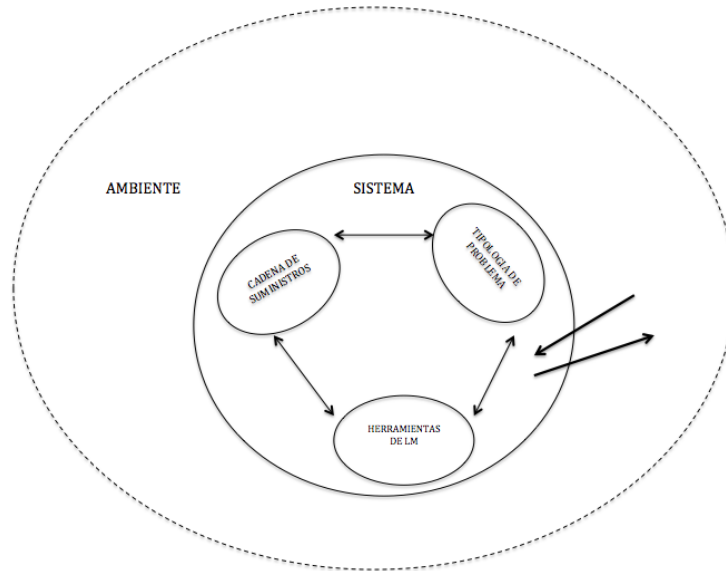 AMBIENTE
SISTEMA
CADENA DE
SUMINISTROS
TIPOLOGIA DE
PROBLEMA
HERRAMIENTAS
DE LM